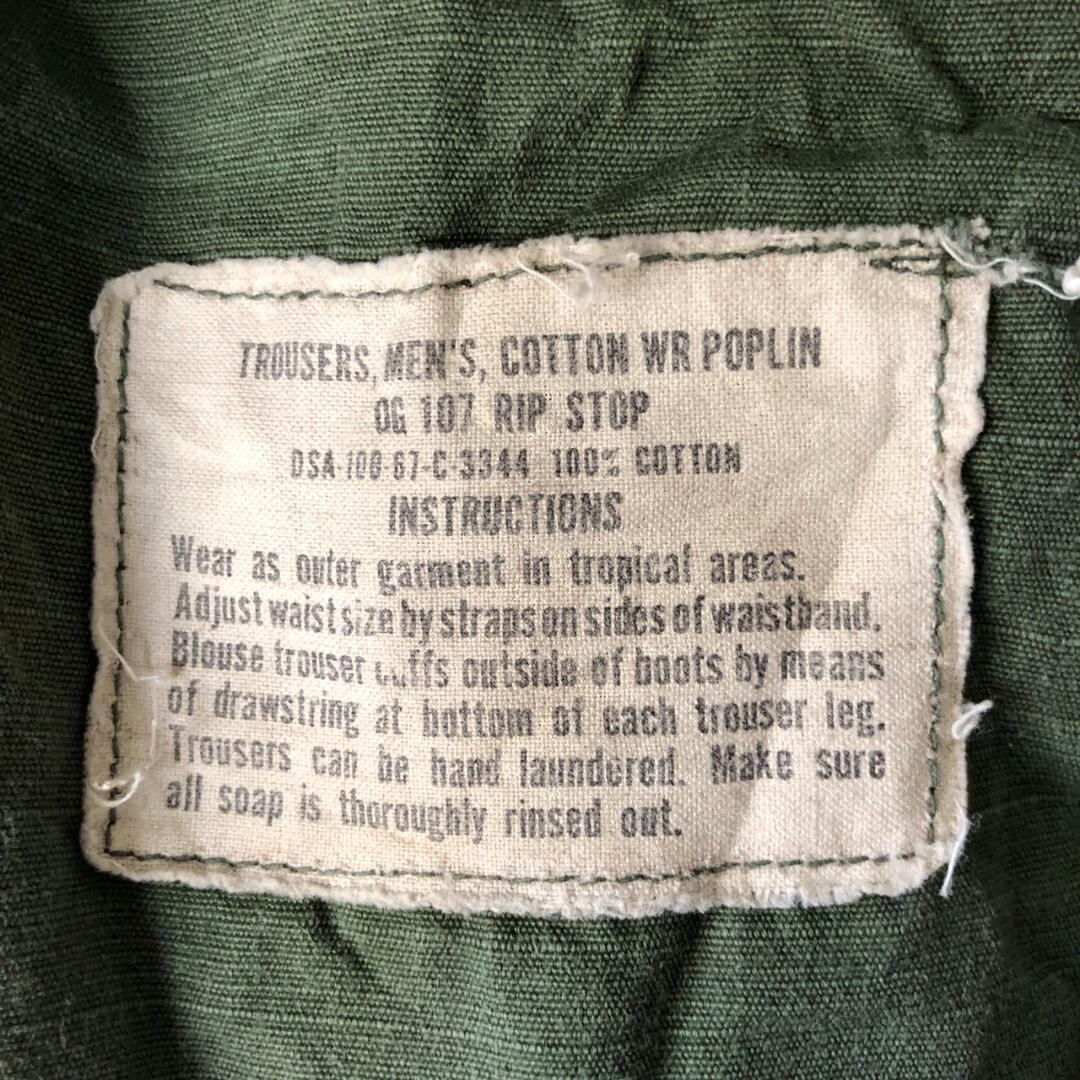 TROUSERS, MEN'S, COTTON WR POPLIN
OG 107 RIP STOP
DSA-100-67-C-3344 100% COTTON
INSTRUCTIONS
Wear as outer garment in tropical areas.
Adjust waist size by straps on sides of waistband.
Blouse trouser cuffs outside of boots by means
of drawstring at bottom of each trouser leg.
Trousers can be hand laundered. Make sure
all soap is thoroughly rinsed out.